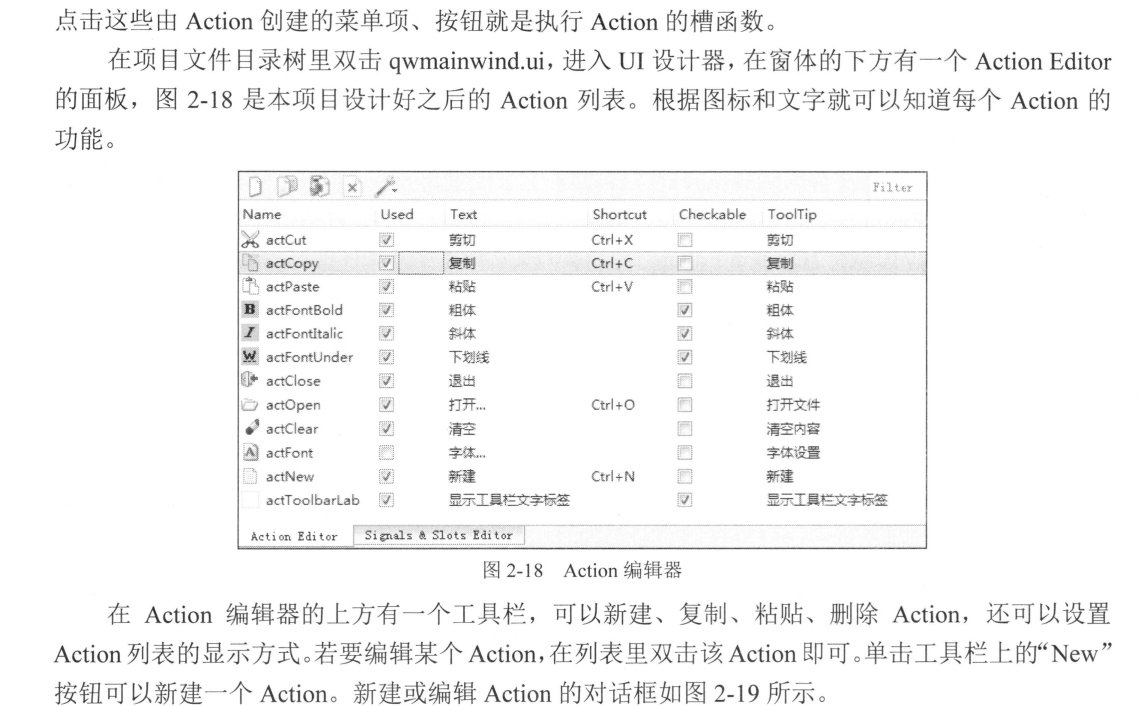 点击这些由 Action 创建的菜单项、按钮就是执行 Action 的槽函数。
在项目文件目录树里双击 qwmainwind.ui，进入 UI 设计器，在窗体的下方有一个 Action Editor
的面板，图 2-18 是本项目设计好之后的 Action 列表。根据图标和文字就可以知道每个 Action 的
功能。
Filter
Name Used Text Shortcut Checkable ToolTip
actCut 剪切 Ctrl+X 剪切
actCopy 复制 Ctrl+C 复制
actPaste 粘贴 Ctrl+V 粘贴
B actFontBold 粗体 粗体
I actFontItalic 斜体 斜体
W actFontUnder 下划线 下划线
actClose 退出 退出
actOpen 打开... Ctrl+O 打开文件
actClear 清空 清空内容
A actFont 字体... 字体设置
actNew 新建 Ctrl+N 新建
actToolbarLab 显示工具栏文字标签 显示工具栏文字标签
Action Editor Signals & Slots Editor
图 2-18 Action 编辑器
在 Action 编辑器的上方有一个工具栏，可以新建、复制、粘贴、删除 Action，还可以设置
Action 列表的显示方式。若要编辑某个 Action，在列表里双击该 Action 即可。单击工具栏上的“New”
按钮可以新建一个 Action。新建或编辑 Action 的对话框如图 2-19 所示。